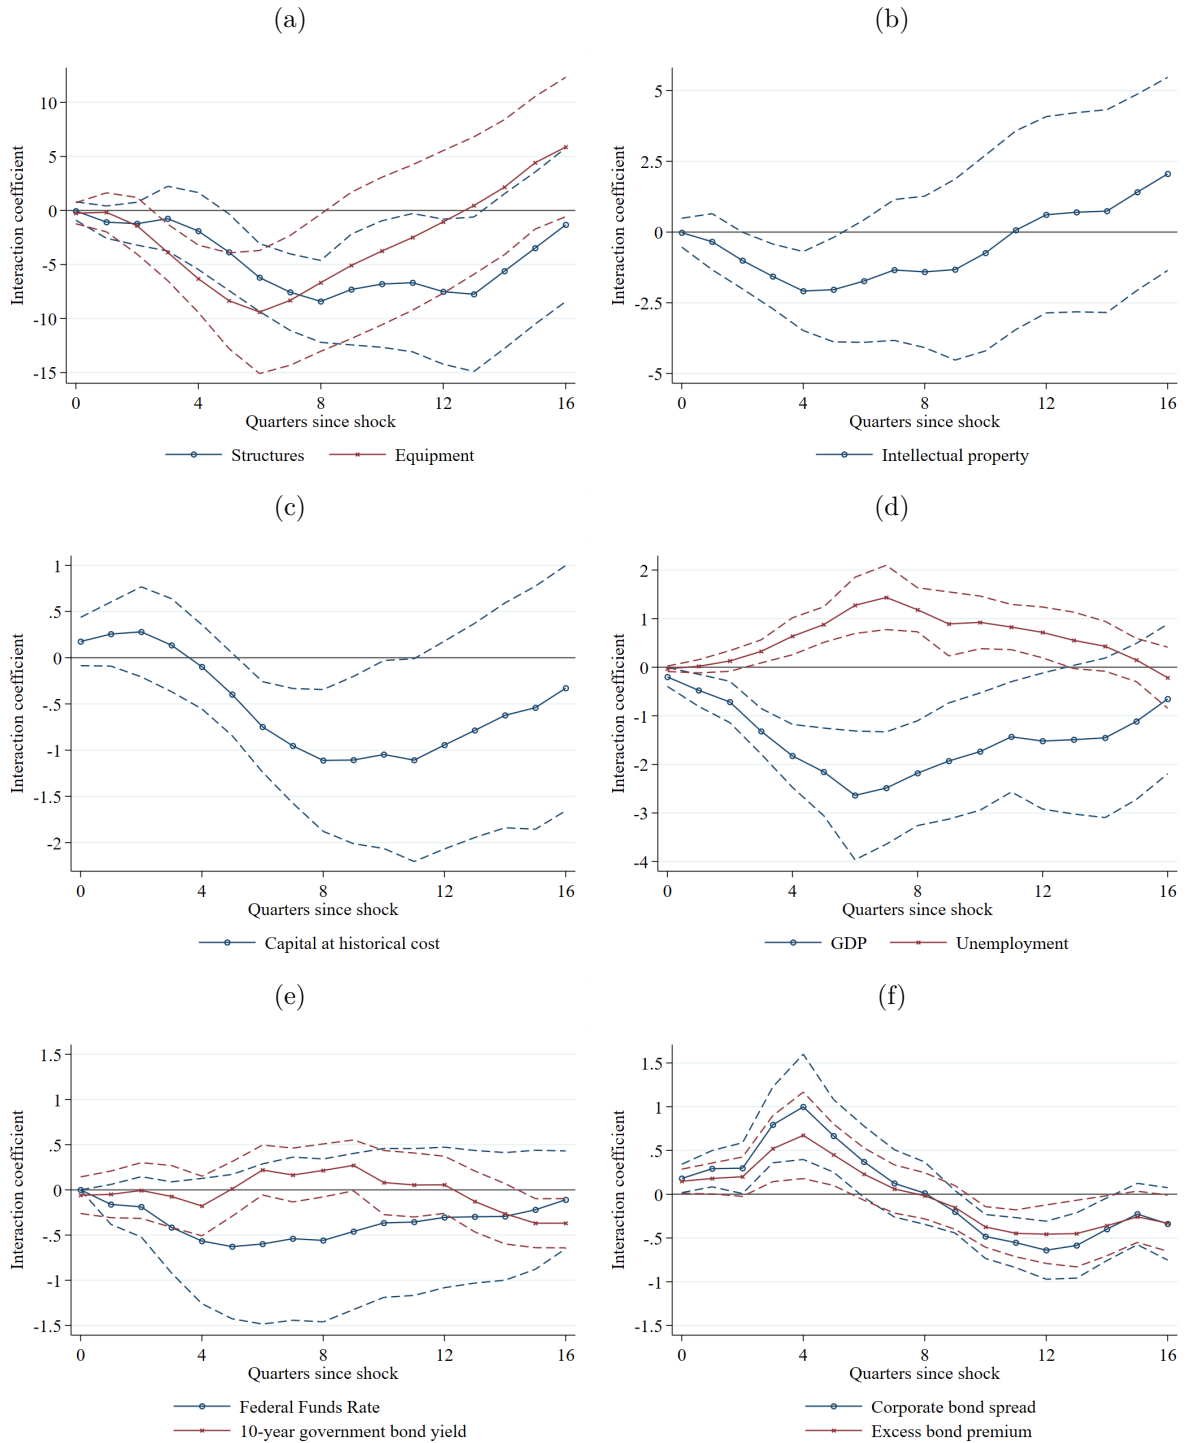 (a)
Interaction coefficient
10
5
0
-5
-10
-15
0 4 8 12 16
Quarters since shock
Structures Equipment
(b)
Interaction coefficient
5
2.5
0
-2.5
-5
0 4 8 12 16
Quarters since shock
Intellectual property
(c)
Interaction coefficient
1
.5
0
-.5
-1
-1.5
-2
0 4 8 12 16
Quarters since shock
Capital at historical cost
(d)
Interaction coefficient
2
1
0
-1
-2
-3
-4
0 4 8 12 16
Quarters since shock
GDP Unemployment
(e)
Interaction coefficient
1.5
1
.5
0
-.5
-1
-1.5
0 4 8 12 16
Quarters since shock
Federal Funds Rate
10-year government bond yield
(f)
Interaction coefficient
1.5
1
.5
0
-.5
-1
-1.5
0 4 8 12 16
Quarters since shock
Corporate bond spread
Excess bond premium